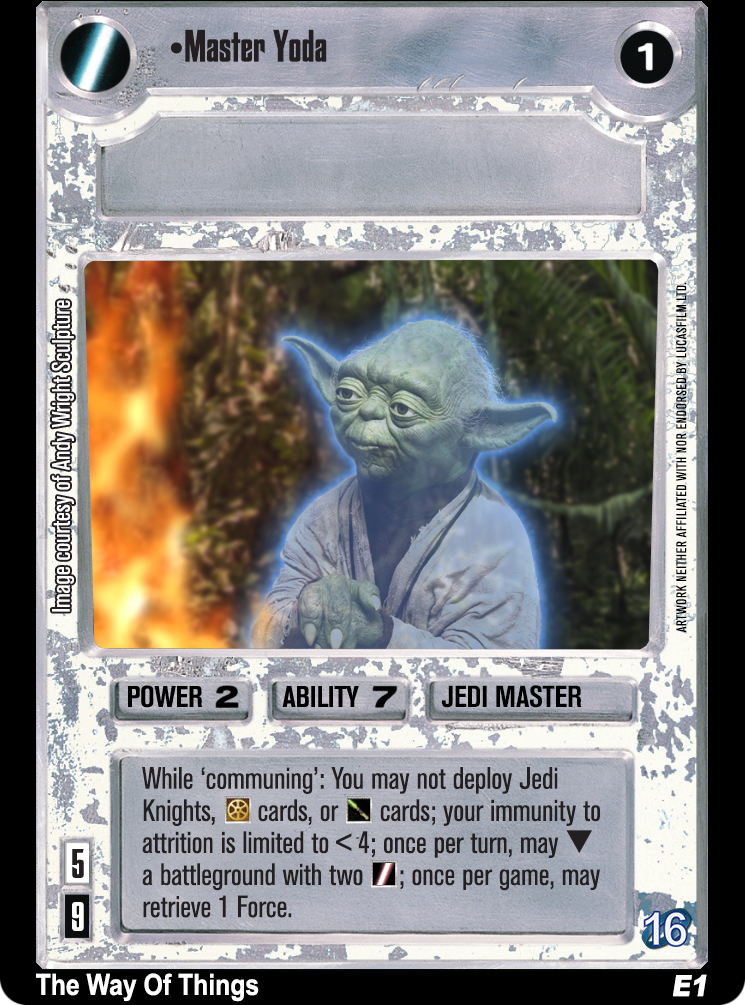 •Master Yoda
1
Image courtesy of Andy Wright Sculpture
ARTWORK NEITHER AFFILIATED WITH NOR ENDORSED BY LUCASFILM LTD.
POWER 2
ABILITY 7
JEDI MASTER
While ‘communing’: You may not deploy Jedi
Knights, cards, or cards; your immunity to
attrition is limited to < 4; once per turn, may ▼
a battleground with two ; once per game, may
retrieve 1 Force.
5
9
16
The Way Of Things
E1